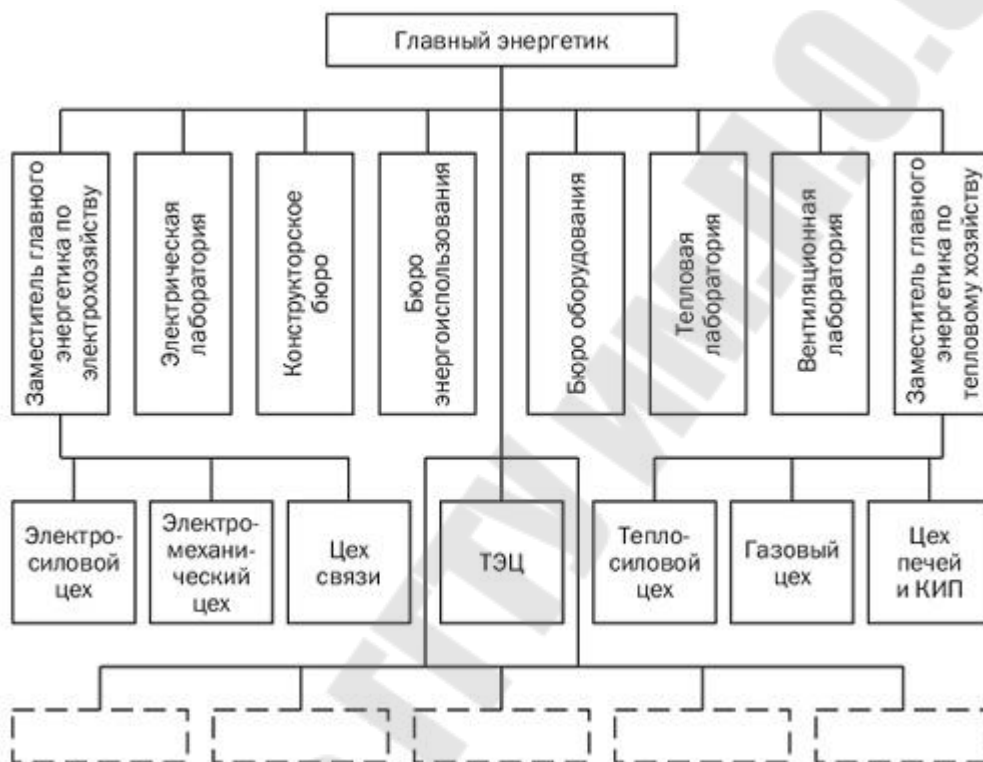 Главный энергетик
Заместитель главного
энергетика по
электрохозяйству
Электрическая
лаборатория
Конструкторское
бюро
Бюро
энергоиспользования
Бюро оборудования
Тепловая
лаборатория
Вентиляционная
лаборатория
Заместитель главного
энергетика по
тепловому хозяйству
Электро-
силовой
цех
Электро-
механи-
ческий
цех
Цех
связи
ТЭЦ
Тепло-
силовой
цех
Газовый
цех
Цех
печей
и КИП